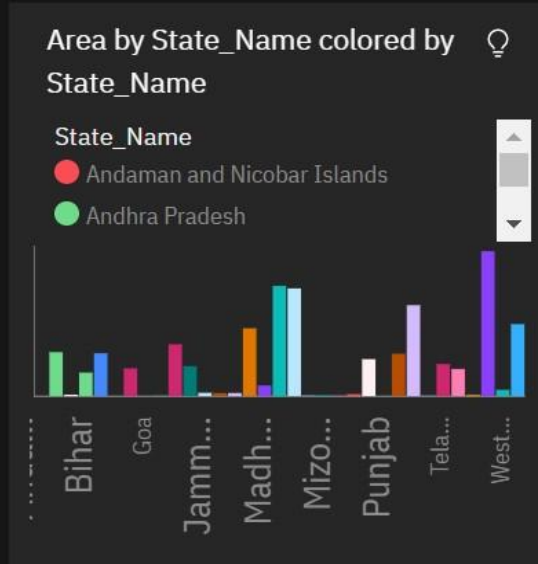 Area by State_Name colored by
State_Name
State_Name
Andaman and Nicobar Islands
Andhra Pradesh
Bihar
Goa
Jamm...
Madh...
Mizo...
Punjab
Tela...
West...